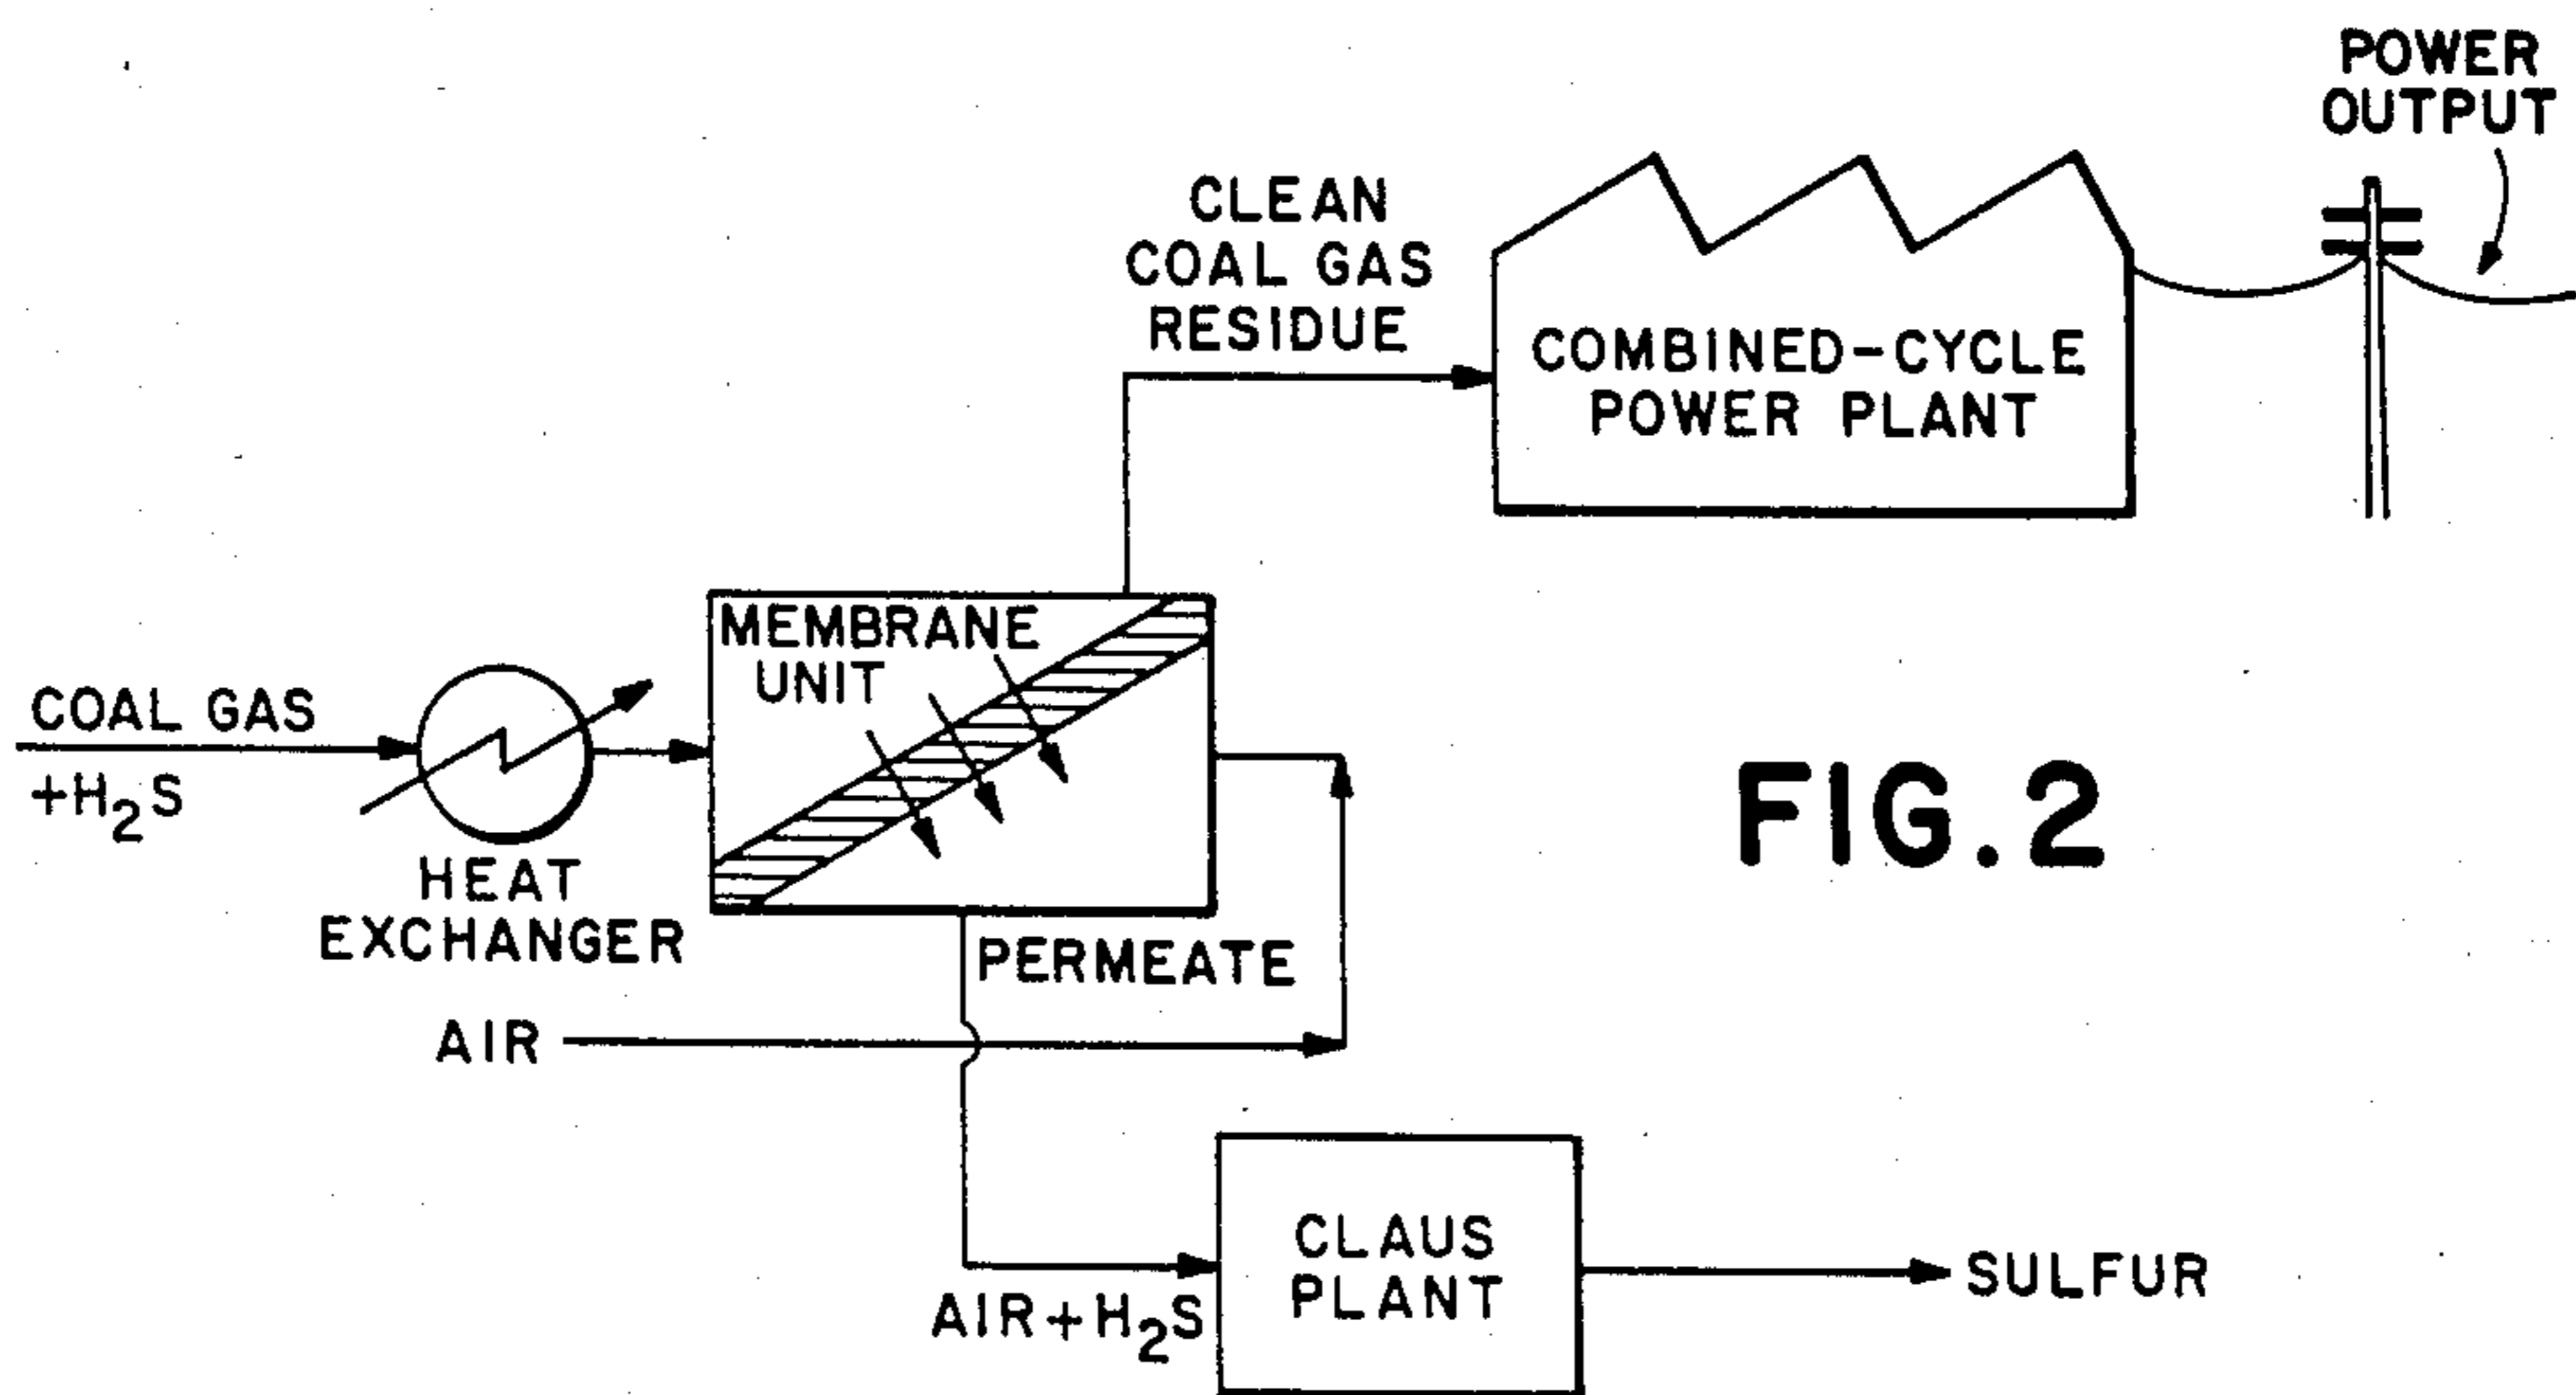 POWER
OUTPUT
CLEAN
COAL GAS
RESIDUE
COMBINED-CYCLE
POWER PLANT
MEMBRANE
UNIT
COAL GAS
+H₂S
HEAT
EXCHANGER
FIG.2
PERMEATE
AIR
CLAUS
PLANT
AIR+H₂S
SULFUR